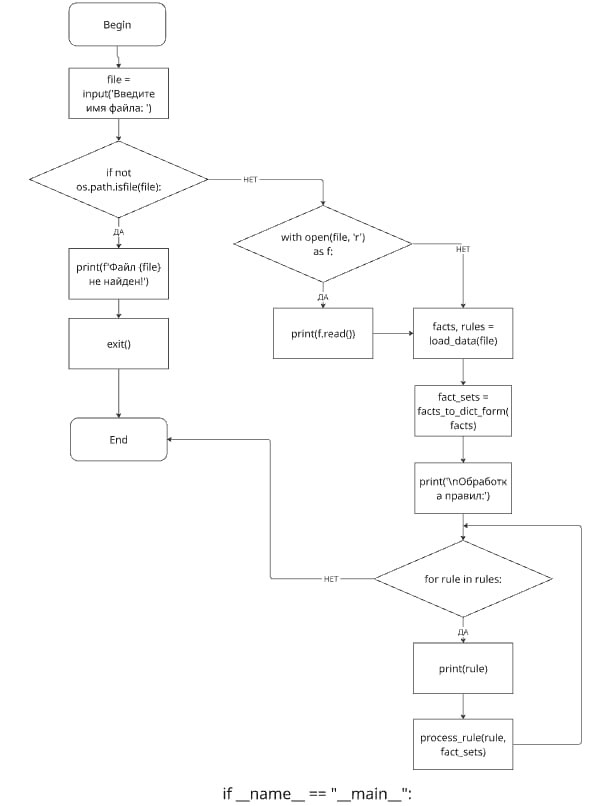 Begin
file =
input('Введите
имя файла: ')
if not
os.path.isfile(file):
НЕТ
ДА
print(f'Файл {file}
не найден!')
exit()
End
with open(file, 'r')
as f:
НЕТ
ДА
print(f.read())
facts, rules =
load_data(file)
fact_sets =
facts_to_dict_form(
facts)
print('\nОбработк
а правил:')
for rule in rules:
НЕТ
ДА
print(rule)
process_rule(rule,
fact_sets)
if __name__ == "__main__":